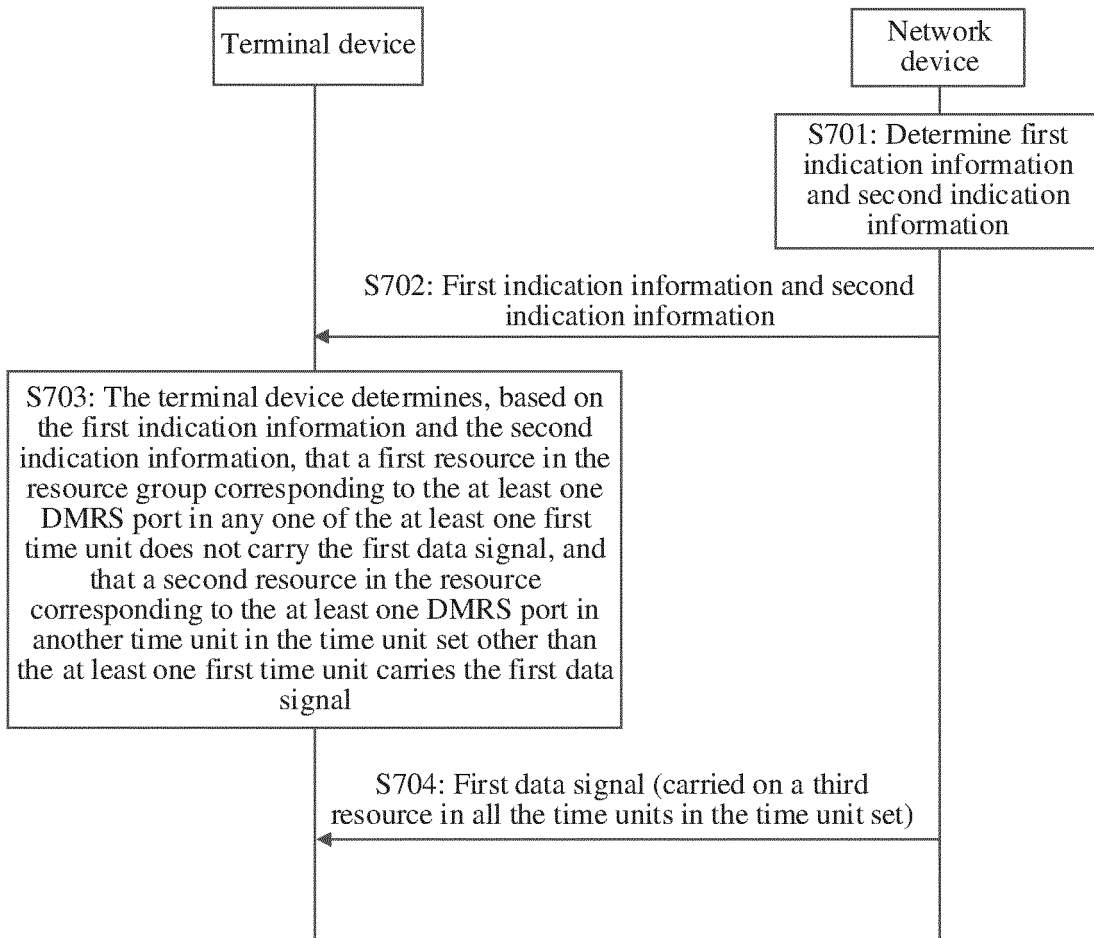 Terminal device
Network
device
S701: Determine first
indication information
and second indication
information
S702: First indication information and second
indication information
S703: The terminal device determines, based on
the first indication information and the second
indication information, that a first resource in the
resource group corresponding to the at least one
DMRS port in any one of the at least one first
time unit does not carry the first data signal, and
that a second resource in the resource
corresponding to the at least one DMRS port in
another time unit in the time unit set other than
the at least one first time unit carries the first data
signal
S704: First data signal (carried on a third
resource in all the time units in the time unit set)